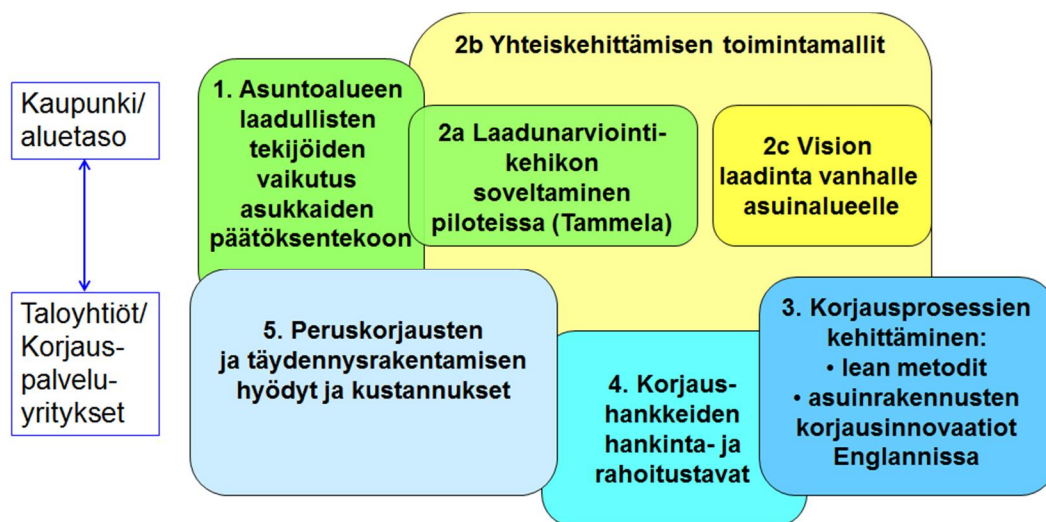 Kaupunki/
aluetaso
Taloyhtiöt/
Korjaus-
palvelu-
yritykset
2b Yhteiskehittämisen toimintamallit
1. Asuntoalueen
laadullisten
tekijöiden
vaikutus
asukkaiden
päätöksentekoon
2a Laadunarviointi-
kehikon
soveltaminen
piloteissa (Tammela)
2c Vision
laadinta vanhalle
asuinalueelle
5. Peruskorjausten
ja täydennysrakentamisen
hyödyt ja kustannukset
4. Korjaus-
hankkeiden
hankinta- ja
rahoitustavat
3. Korjausprosessien
kehittäminen:
• lean metodit
• asuinrakennusten
korjausinnovaatiot
Englannissa